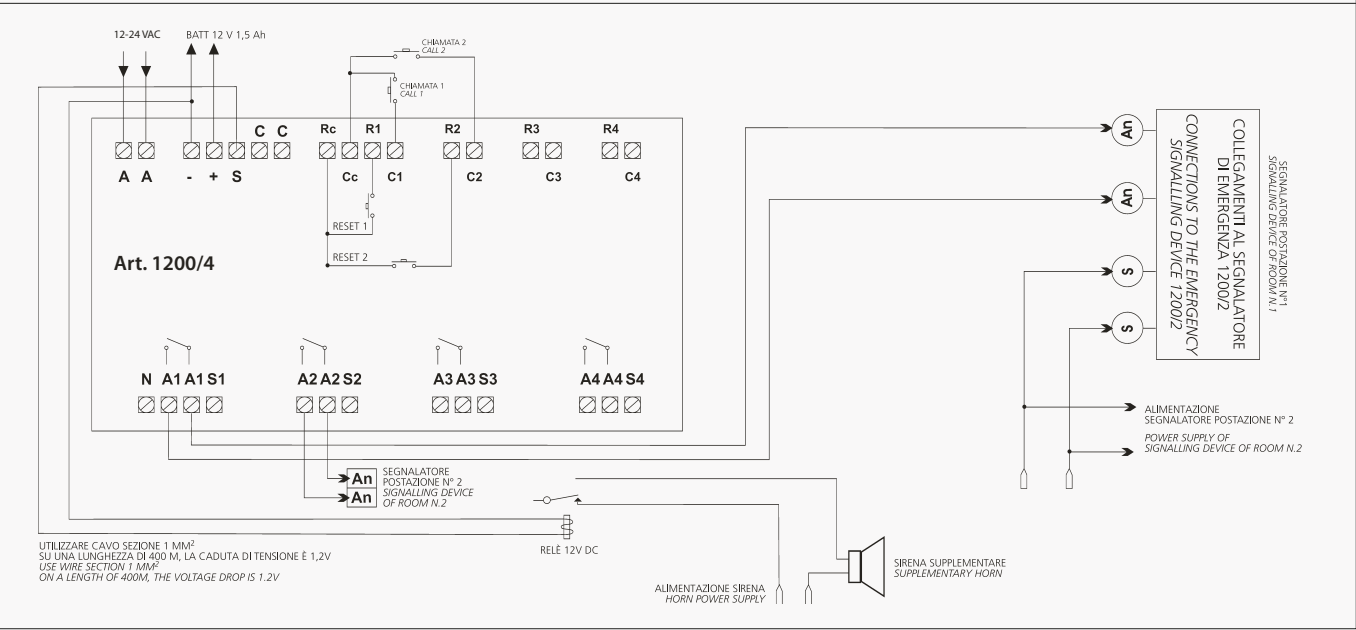 12-24 VAC
BATT 12 V 1,5 Ah
CHIAMATA 2
CALL 2
CHIAMATA 1
CALL 1
C C
Rc R1 R2 R3 R4
A A - + S
Cc C1 C2 C3 C4
RESET 1
RESET 2
Art. 1200/4
N A1 A1 S1 A2 A2 S2 A3 A3 S3 A4 A4 S4
An
An
S
S
COLLEGAMENTI AL SEGNALATORE
DI EMERGENZA 1200/2
CONNECTIONS TO THE EMERGENCY
SIGNALLLING DEVICE 1200/2
SEGNALATORE POSTAZIONE N°1
SIGNALLING DEVICE OF ROOM N.1
ALIMENTAZIONE
SEGNALATORE POSTAZIONE N° 2
POWER SUPPLY OF
SIGNALLING DEVICE OF ROOM N.2
An
An
SEGNALATORE
POSTAZIONE N° 2
SIGNALLING DEVICE
OF ROOM N.2
RELÈ 12V DC
UTILIZZARE CAVO SEZIONE 1 MM²
SU UNA LUNGHEZZA DI 400 M, LA CADUTA DI TENSIONE È 1,2V
USE WIRE SECTION 1 MM²
ON A LENGTH OF 400M, THE VOLTAGE DROP IS 1.2V
SIRENA SUPPLEMENTARE
SUPPLEMENTARY HORN
ALIMENTAZIONE SIRENA
HORN POWER SUPPLY